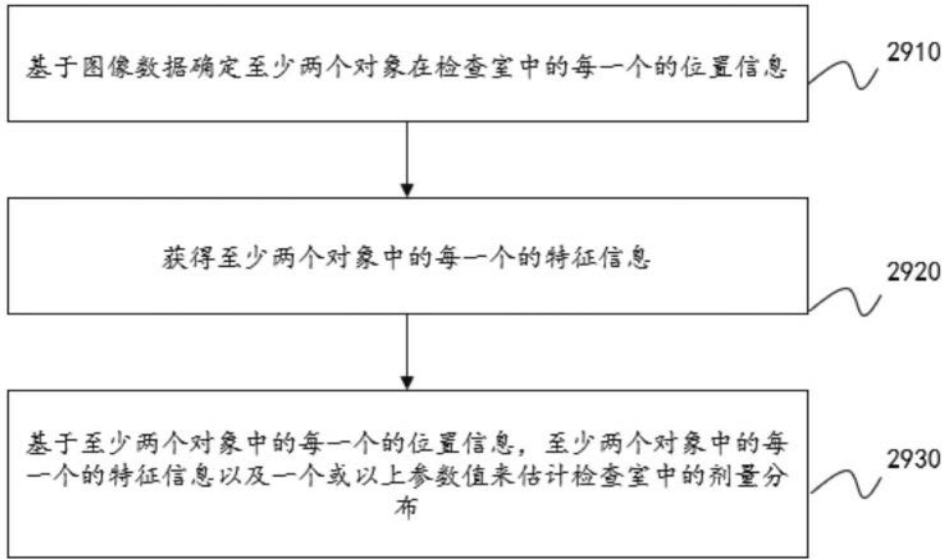 基于图像数据确定至少两个对象在检查室中的每一个的位置信息
2910
获得至少两个对象中的每一个的特征信息
2920
基于至少两个对象中的每一个的位置信息，至少两个对象中的每
一个的特征信息以及一个或以上参数值来估计检查室中的剂量分
布
2930